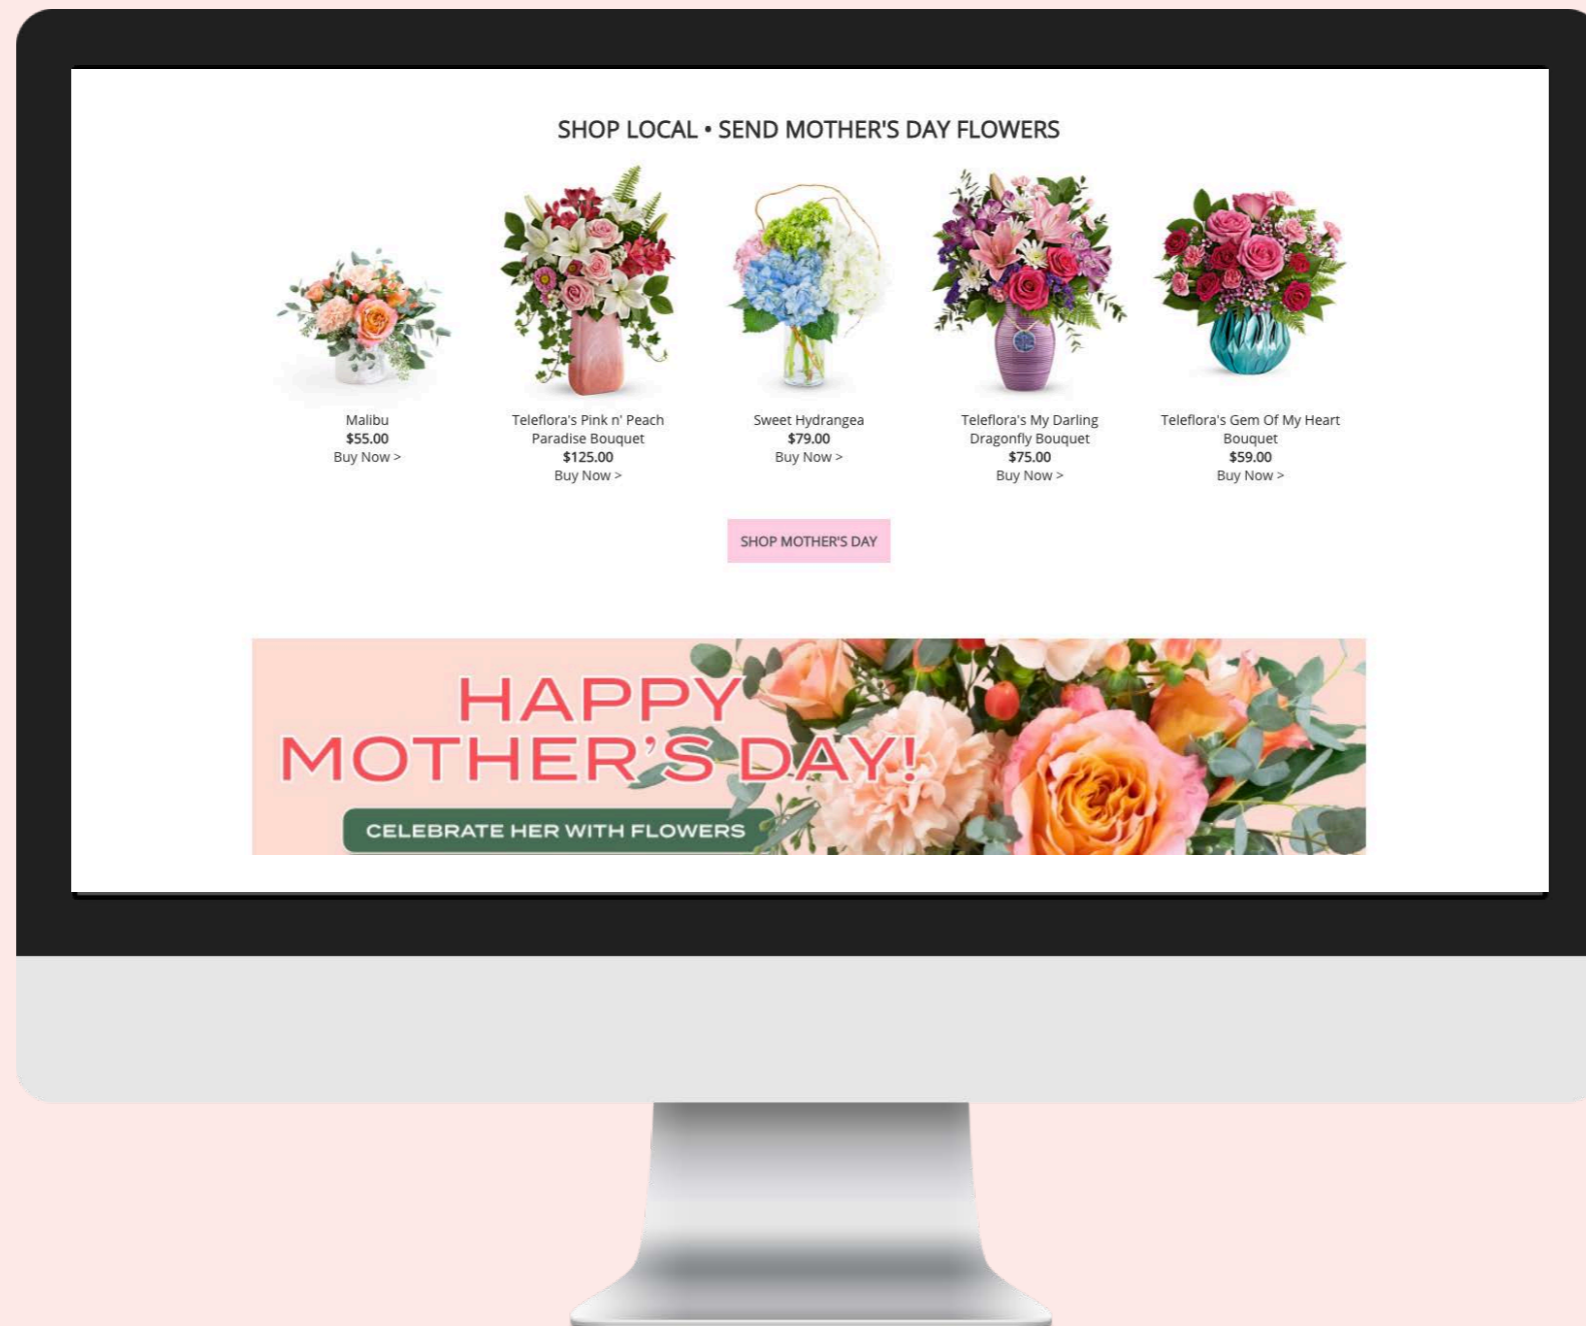 SHOP LOCAL • SEND MOTHER'S DAY FLOWERS
Malibu
$55.00
Buy Now >
Teleflora's Pink n' Peach
Paradise Bouquet
$125.00
Buy Now >
Sweet Hydrangea
$79.00
Buy Now >
Teleflora's My Darling
Dragonfly Bouquet
$75.00
Buy Now >
Teleflora's Gem Of My Heart
Bouquet
$59.00
Buy Now >
SHOP MOTHER'S DAY
HAPPY
MOTHER'S DAY!
CELEBRATE HER WITH FLOWERS